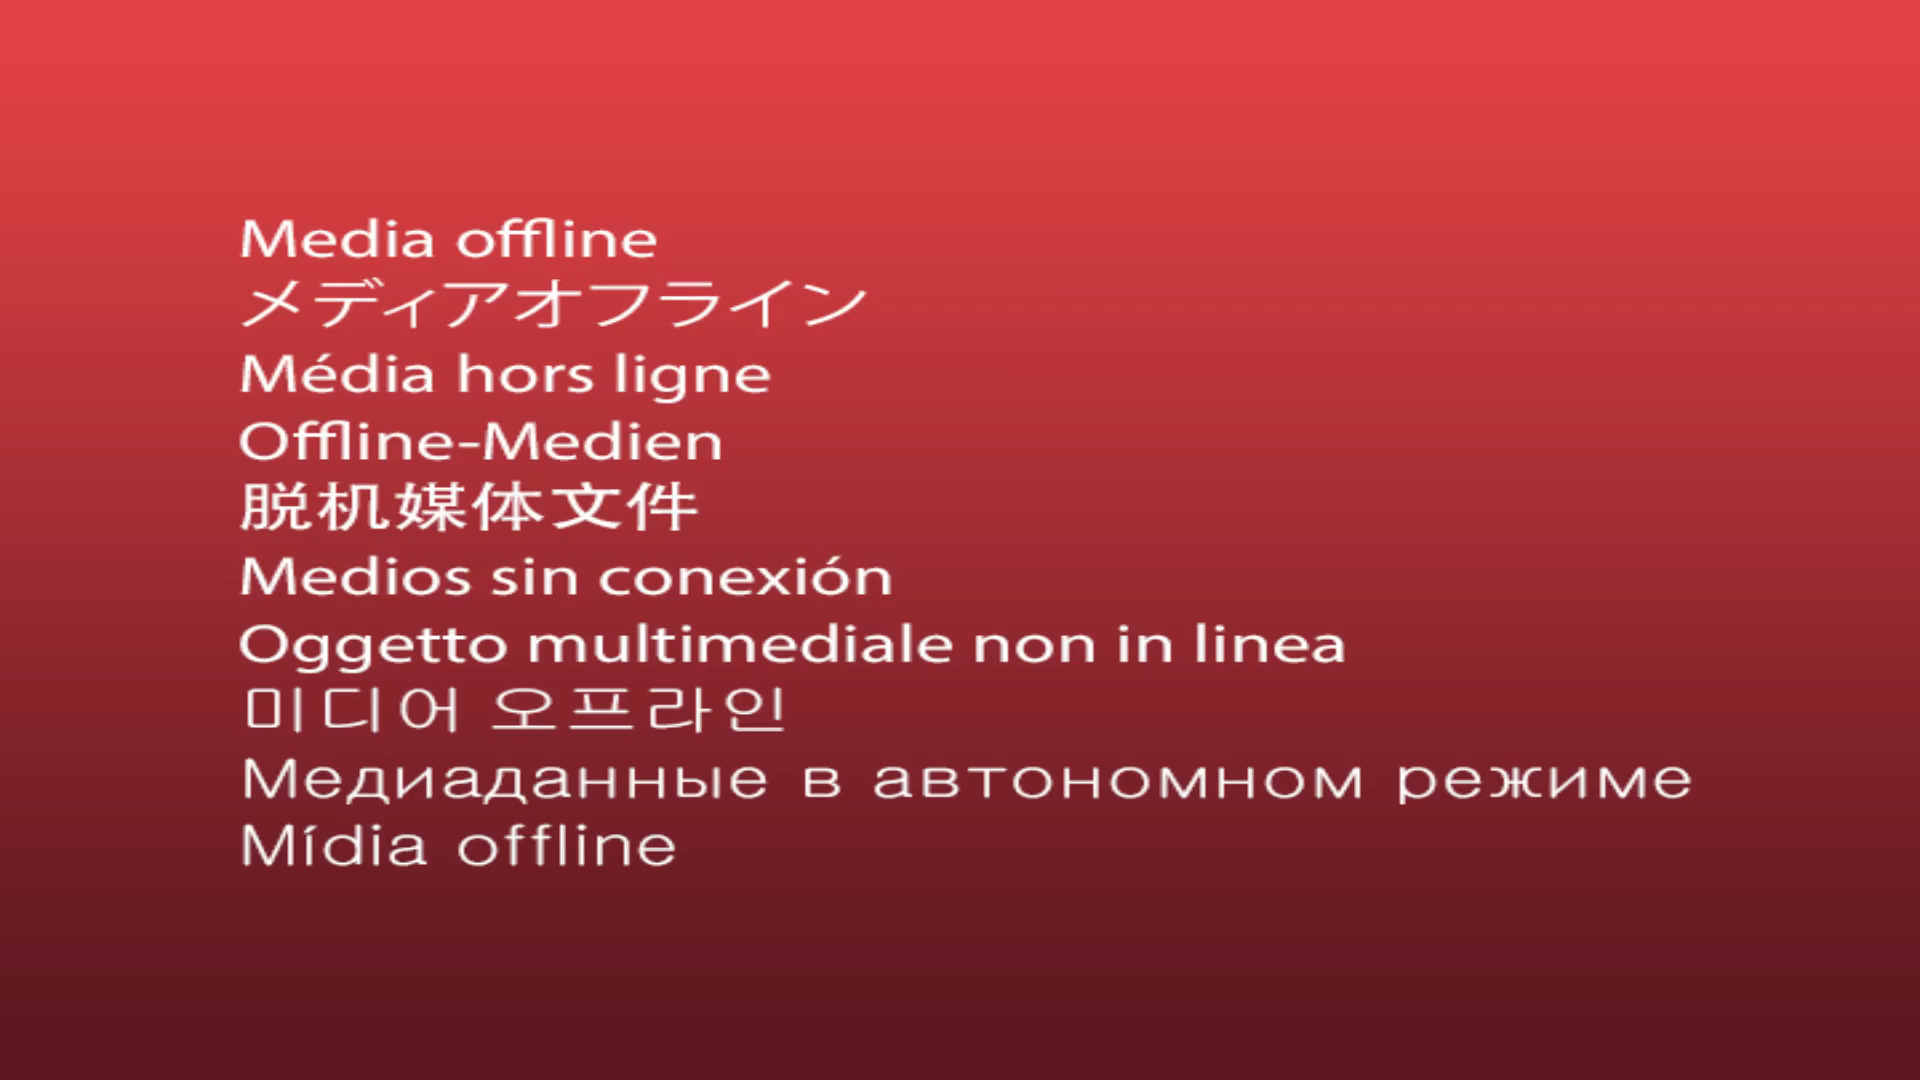 Media offline
メディアオフライン
Média hors ligne
Offline-Medien
脱机媒体文件
Medios sin conexión
Oggetto multimediale non in linea
미디어 오프라인
Медиаданные в автономном режиме
Mídia offline